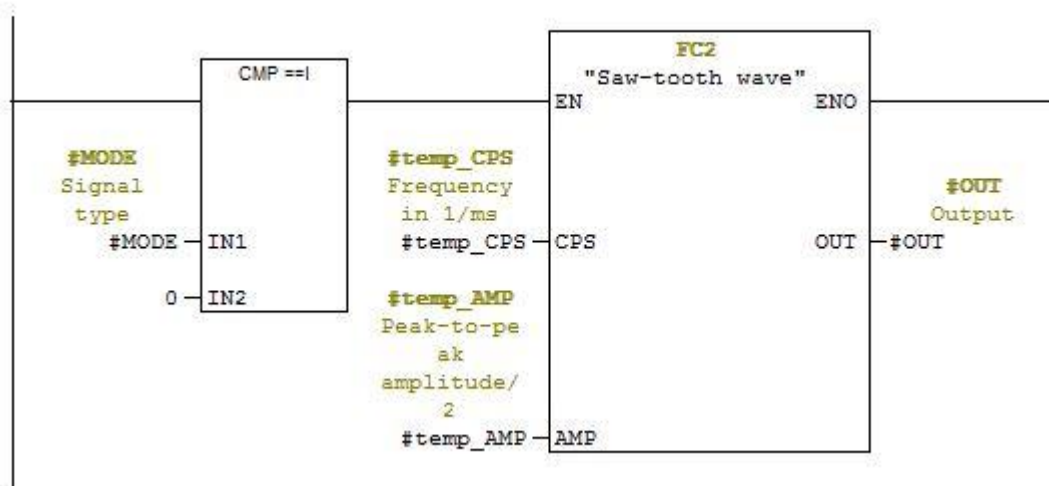 CMP ==I
FC2
"Saw-tooth wave"
EN
ENO
#MODE
Signal
type
#MODE
IN1
0
IN2
#temp_CPS
Frequency
in 1/ms
#temp_CPS
CPS
#OUT
Output
OUT
#OUT
#temp_AMP
Peak-to-pe
ak
amplitude/
2
#temp_AMP
AMP